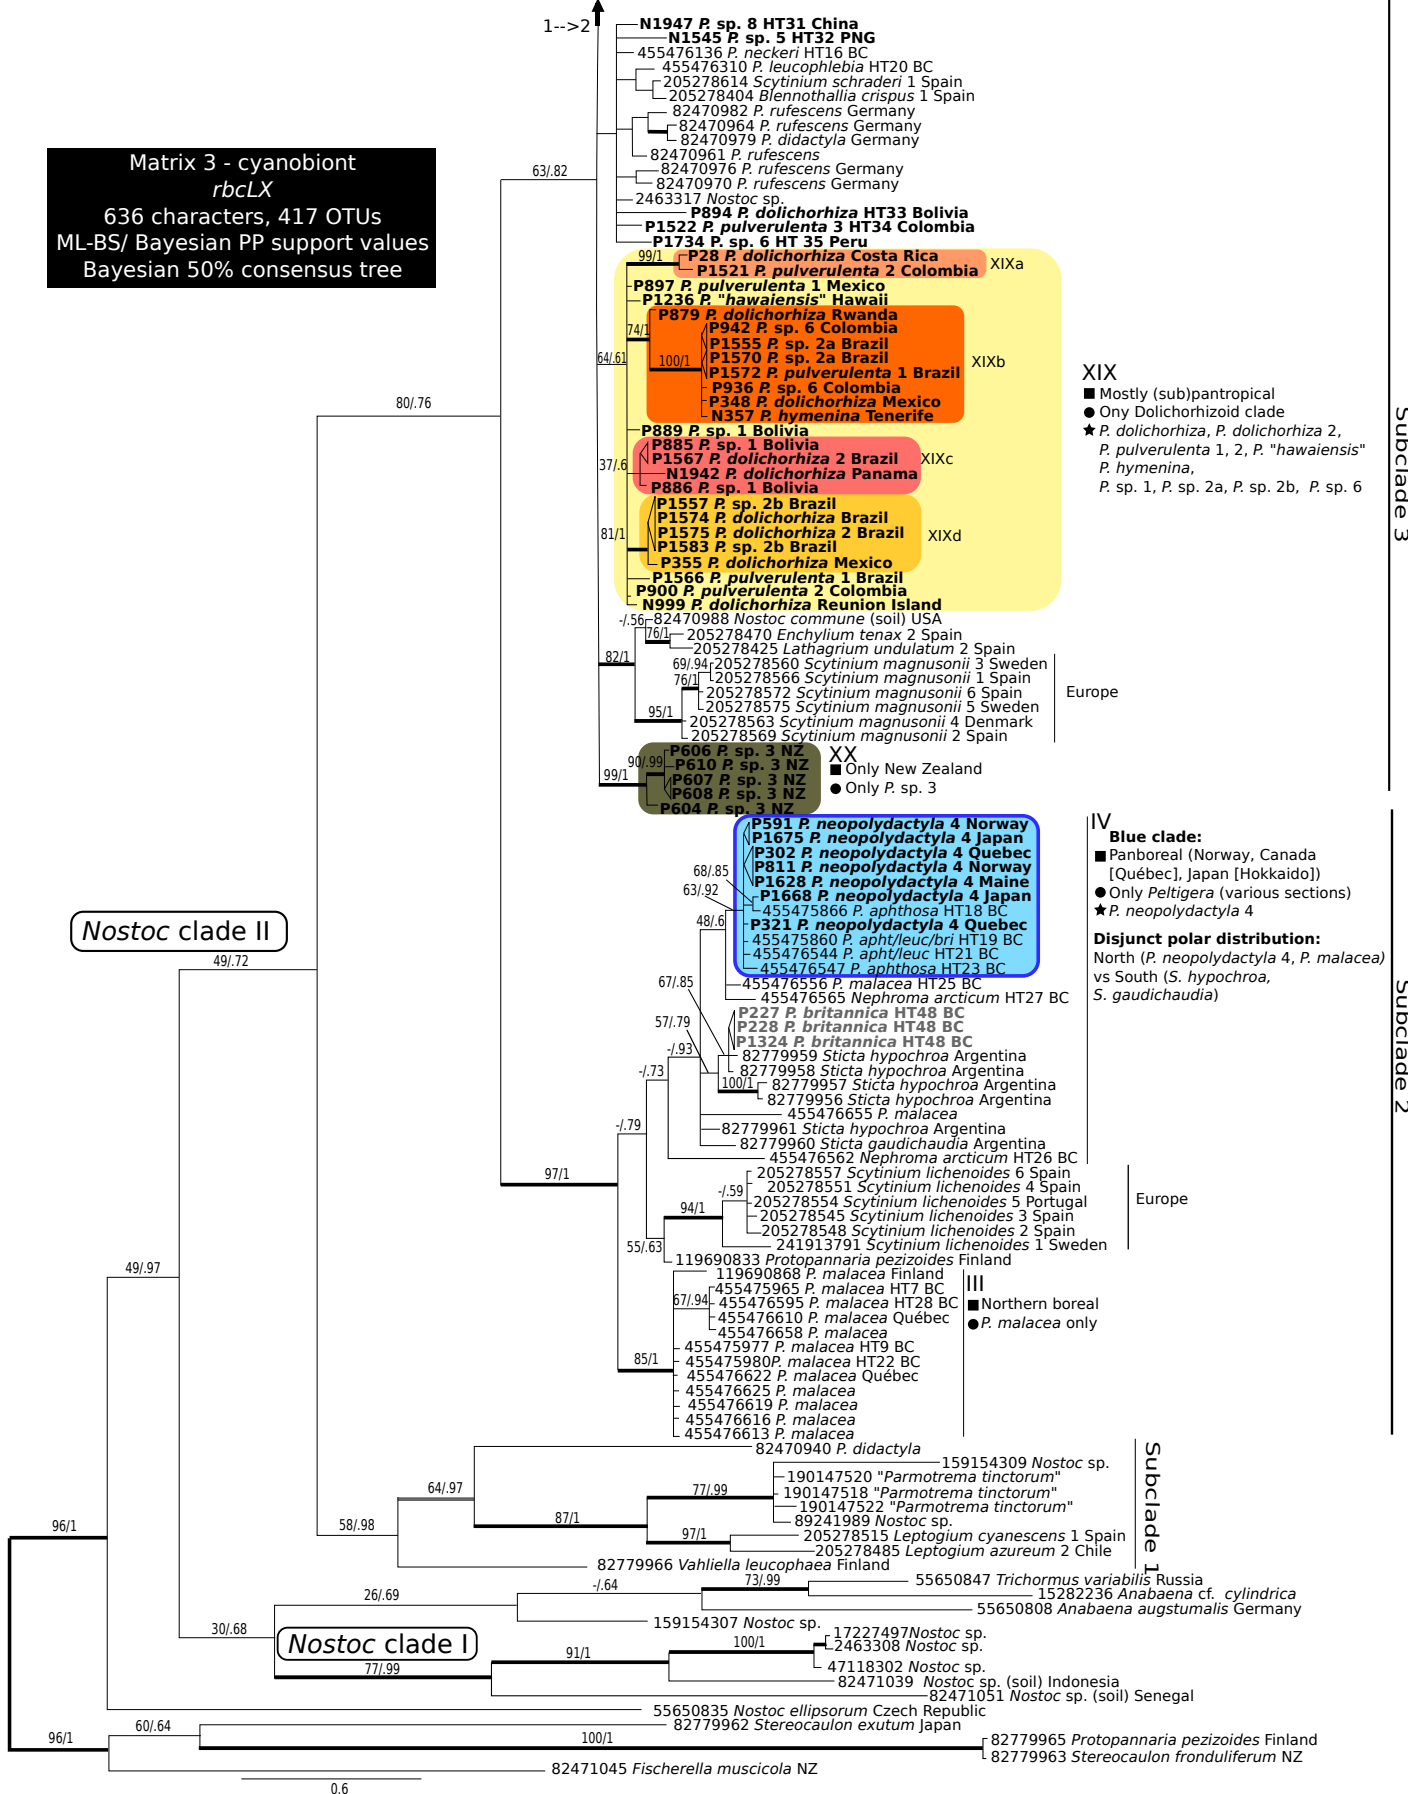 1-->2
N1947 P. sp. 8 HT31 China
N1545 P. sp. 5 HT32 PNG
455476136 P. neckeri HT16 BC
455476310 P. leucophlebia HT20 BC
205278614 Scytinium schraderi 1 Spain
205278404 Blennothallia crispus 1 Spain
82470982 P. rufescens Germany
82470964 P. rufescens Germany
82470979 P. didactyla Germany
82470961 P. rufescens
82470976 P. rufescens Germany
82470970 P. rufescens Germany
2463317 Nostoc sp.
P894 P. dolichorhiza HT33 Bolivia
P1522 P. pulverulenta 3 HT34 Colombia
P1734 P. sp. 6 HT 35 Peru
63/.82
Matrix 3 - cyanobiont
rbcLX
636 characters, 417 OTUs
ML-BS/ Bayesian PP support values
Bayesian 50% consensus tree
99/1
P28 P. dolichorhiza Costa Rica
P1521 P. pulverulenta 2 Colombia
XIXa
P897 P. pulverulenta 1 Mexico
P1236 P. "hawaiensis" Hawaii
P879 P. dolichorhiza Rwanda
74/1
P942 P. sp. 6 Colombia
P1555 P. sp. 2a Brazil
P1570 P. sp. 2a Brazil
64/.61
100/1
XIXb
P1572 P. pulverulenta 1 Brazil
P936 P. sp. 6 Colombia
P348 P. dolichorhiza Mexico
N357 P. hymenina Tenerife
P889 P. sp. 1 Bolivia
P885 P. sp. 1 Bolivia
P1567 P. dolichorhiza 2 Brazil
XIXc
37/.6
N1942 P. dolichorhiza Panama
P886 P. sp. 1 Bolivia
P1557 P. sp. 2b Brazil
P1574 P. dolichorhiza Brazil
81/1
P1575 P. dolichorhiza 2 Brazil
XIXd
P1583 P. sp. 2b Brazil
P355 P. dolichorhiza Mexico
P1566 P. pulverulenta 1 Brazil
P900 P. pulverulenta 2 Colombia
N999 P. dolichorhiza Reunion Island
XIX
■ Mostly (sub)pantropical
● Ony Dolichorhizoid clade
★ P. dolichorhiza, P. dolichorhiza 2,
P. pulverulenta 1, 2, P. "hawaiensis"
P. hymenina,
P. sp. 1, P. sp. 2a, P. sp. 2b, P. sp. 6
Subclade 3
80/.76
-/.56
82470988 Nostoc commune (soil) USA
76/1
205278470 Enchylium tenax 2 Spain
205278425 Lathagrium undulatum 2 Spain
82/1
69/.94
205278560 Scytinium magnusonii 3 Sweden
205278566 Scytinium magnusonii 1 Spain
76/1
205278572 Scytinium magnusonii 6 Spain
Europe
205278575 Scytinium magnusonii 5 Sweden
95/1
205278563 Scytinium magnusonii 4 Denmark
205278569 Scytinium magnusonii 2 Spain
P606 P. sp. 3 NZ
90/.99
P610 P. sp. 3 NZ
99/1
P607 P. sp. 3 NZ
P608 P. sp. 3 NZ
P604 P. sp. 3 NZ
XX
■ Only New Zealand
● Only P. sp. 3
P591 P. neopolydactyla 4 Norway
P1675 P. neopolydactyla 4 Japan
P302 P. neopolydactyla 4 Quebec
P811 P. neopolydactyla 4 Norway
68/.85
P1628 P. neopolydactyla 4 Maine
63/.92
P1668 P. neopolydactyla 4 Japan
455475866 P. aphthosa HT18 BC
48/.6
P321 P. neopolydactyla 4 Quebec
455475860 P. apht/leuc/bri HT19 BC
455476544 P. apht/leuc HT21 BC
455476547 P. aphthosa HT23 BC
IV
Blue clade:
■ Panboreal (Norway, Canada
[Québec], Japan [Hokkaido])
● Only Peltigera (various sections)
★ P. neopolydactyla 4
Disjunct polar distribution:
North (P. neopolydactyla 4, P. malacea)
vs South (S. hypochroa,
S. gaudichaudia)
Subclade 2
Nostoc clade II
49/.72
455476556 P. malacea HT25 BC
67/.85
455476565 Nephroma arcticum HT27 BC
P227 P. britannica HT48 BC
57/.79
P228 P. britannica HT48 BC
P1324 P. britannica HT48 BC
-/.93
82779959 Sticta hypochroa Argentina
-/.73
82779958 Sticta hypochroa Argentina
100/1
82779957 Sticta hypochroa Argentina
82779956 Sticta hypochroa Argentina
455476655 P. malacea
-/.79
82779961 Sticta hypochroa Argentina
82779960 Sticta gaudichaudia Argentina
455476562 Nephroma arcticum HT26 BC
97/1
205278557 Scytinium lichenoides 6 Spain
205278551 Scytinium lichenoides 4 Spain
-/.59
205278554 Scytinium lichenoides 5 Portugal
Europe
94/1
205278545 Scytinium lichenoides 3 Spain
205278548 Scytinium lichenoides 2 Spain
55/.63
241913791 Scytinium lichenoides 1 Sweden
119690833 Protopannaria pezizoides Finland
49/.97
119690868 P. malacea Finland
455475965 P. malacea HT7 BC
67/.94
455476595 P. malacea HT28 BC
455476610 P. malacea Québec
455476658 P. malacea
455475977 P. malacea HT9 BC
85/1
455475980P. malacea HT22 BC
455476622 P. malacea Québec
455476625 P. malacea
455476619 P. malacea
455476616 P. malacea
455476613 P. malacea
III
■ Northern boreal
● P. malacea only
82470940 P. didactyla
159154309 Nostoc sp.
64/.97
190147520 "Parmotrema tinctorum"
77/.99
190147518 "Parmotrema tinctorum"
190147522 "Parmotrema tinctorum"
87/1
89241989 Nostoc sp.
58/.98
97/1
205278515 Leptogium cyanescens 1 Spain
205278485 Leptogium azureum 2 Chile
82779966 Vahliella leucophaea Finland
Subclade 1
96/1
73/.99
55650847 Trichormus variabilis Russia
-/.64
15282236 Anabaena cf. cylindrica
26/.69
55650808 Anabaena augstumalis Germany
159154307 Nostoc sp.
30/.68
Nostoc clade I
17227497Nostoc sp.
100/1
2463308 Nostoc sp.
91/1
47118302 Nostoc sp.
77/.99
82471039 Nostoc sp. (soil) Indonesia
82471051 Nostoc sp. (soil) Senegal
55650835 Nostoc ellipsorum Czech Republic
60/.64
82779962 Stereocaulon exutum Japan
96/1
100/1
82779965 Protopannaria pezizoides Finland
82779963 Stereocaulon fronduliferum NZ
82471045 Fischerella muscicola NZ
0.6